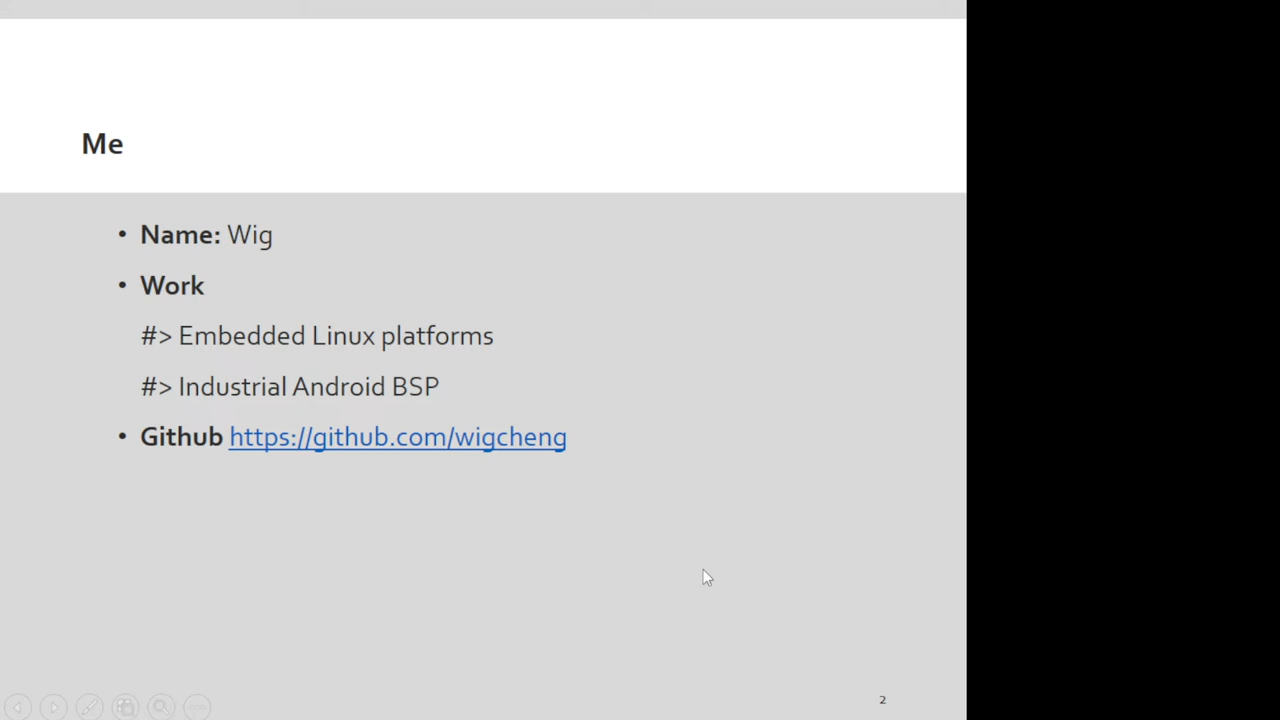 Me
• Name: Wig
• Work
#> Embedded Linux platforms
#> Industrial Android BSP
• Github https://github.com/wigcheng
2